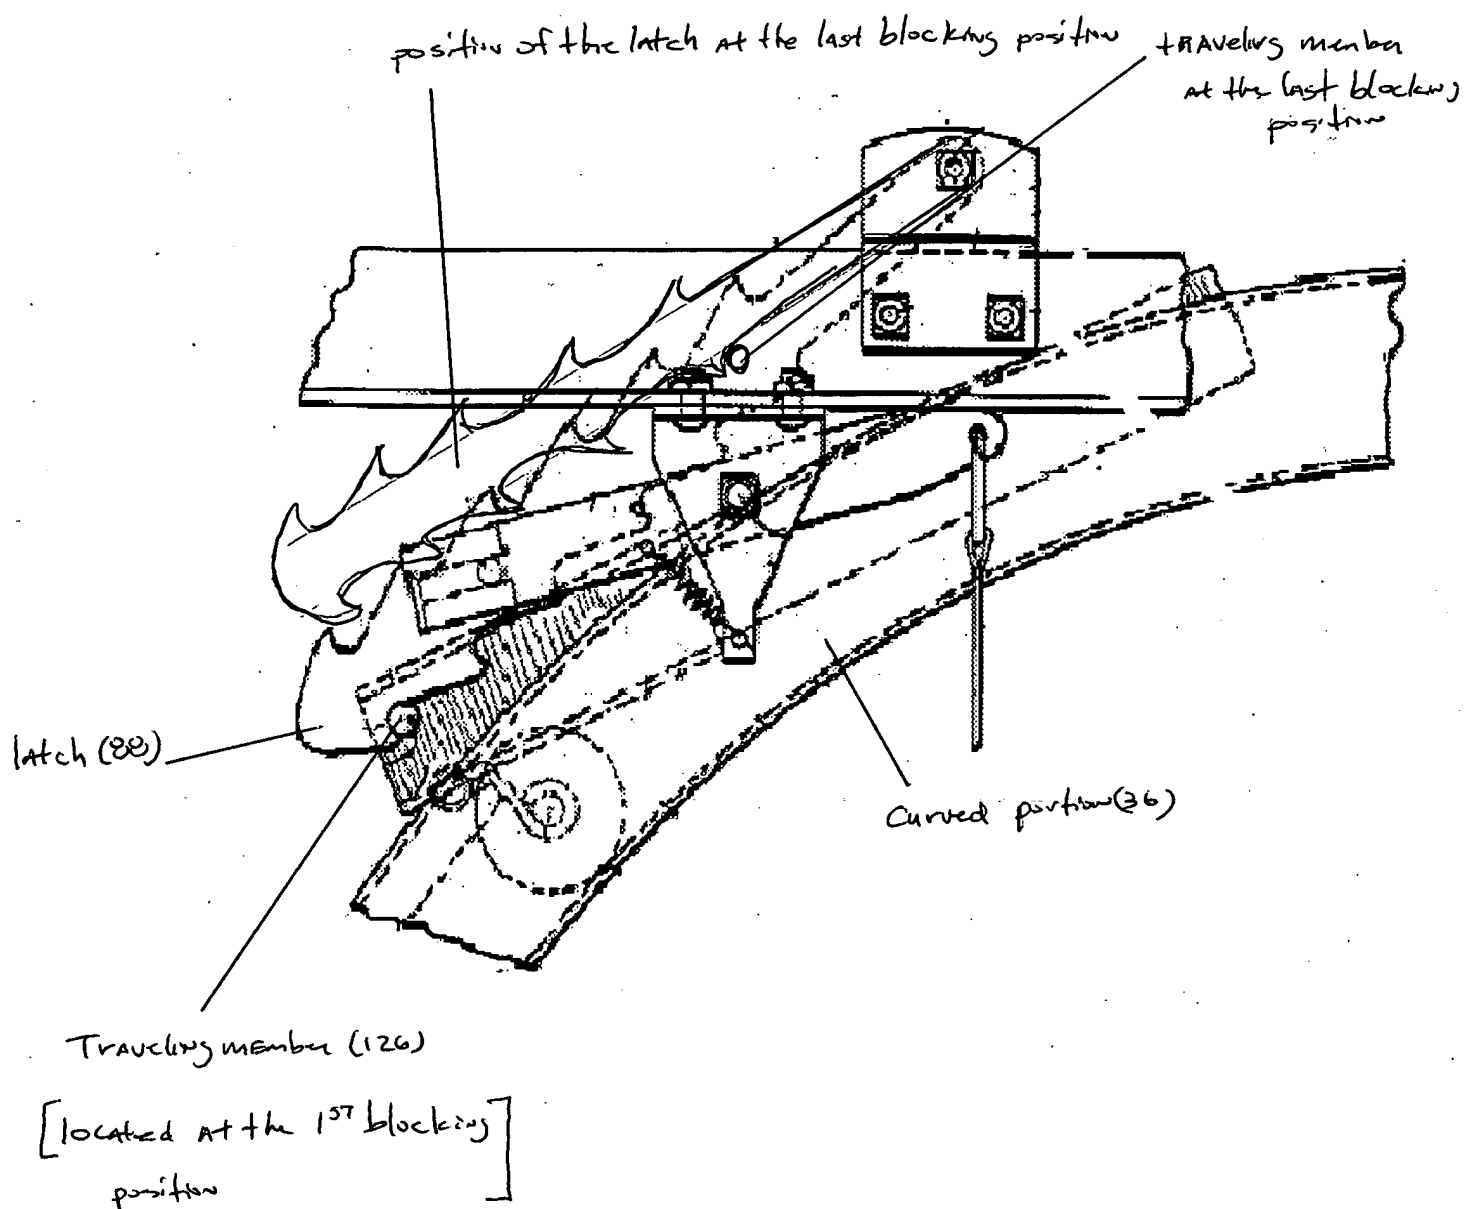 position of the latch at the last blocking position
traveling member
at the last blocking
position
latch (88)
Curved portion (36)
Traveling member (126)
[located at the 1ST blocking
position]